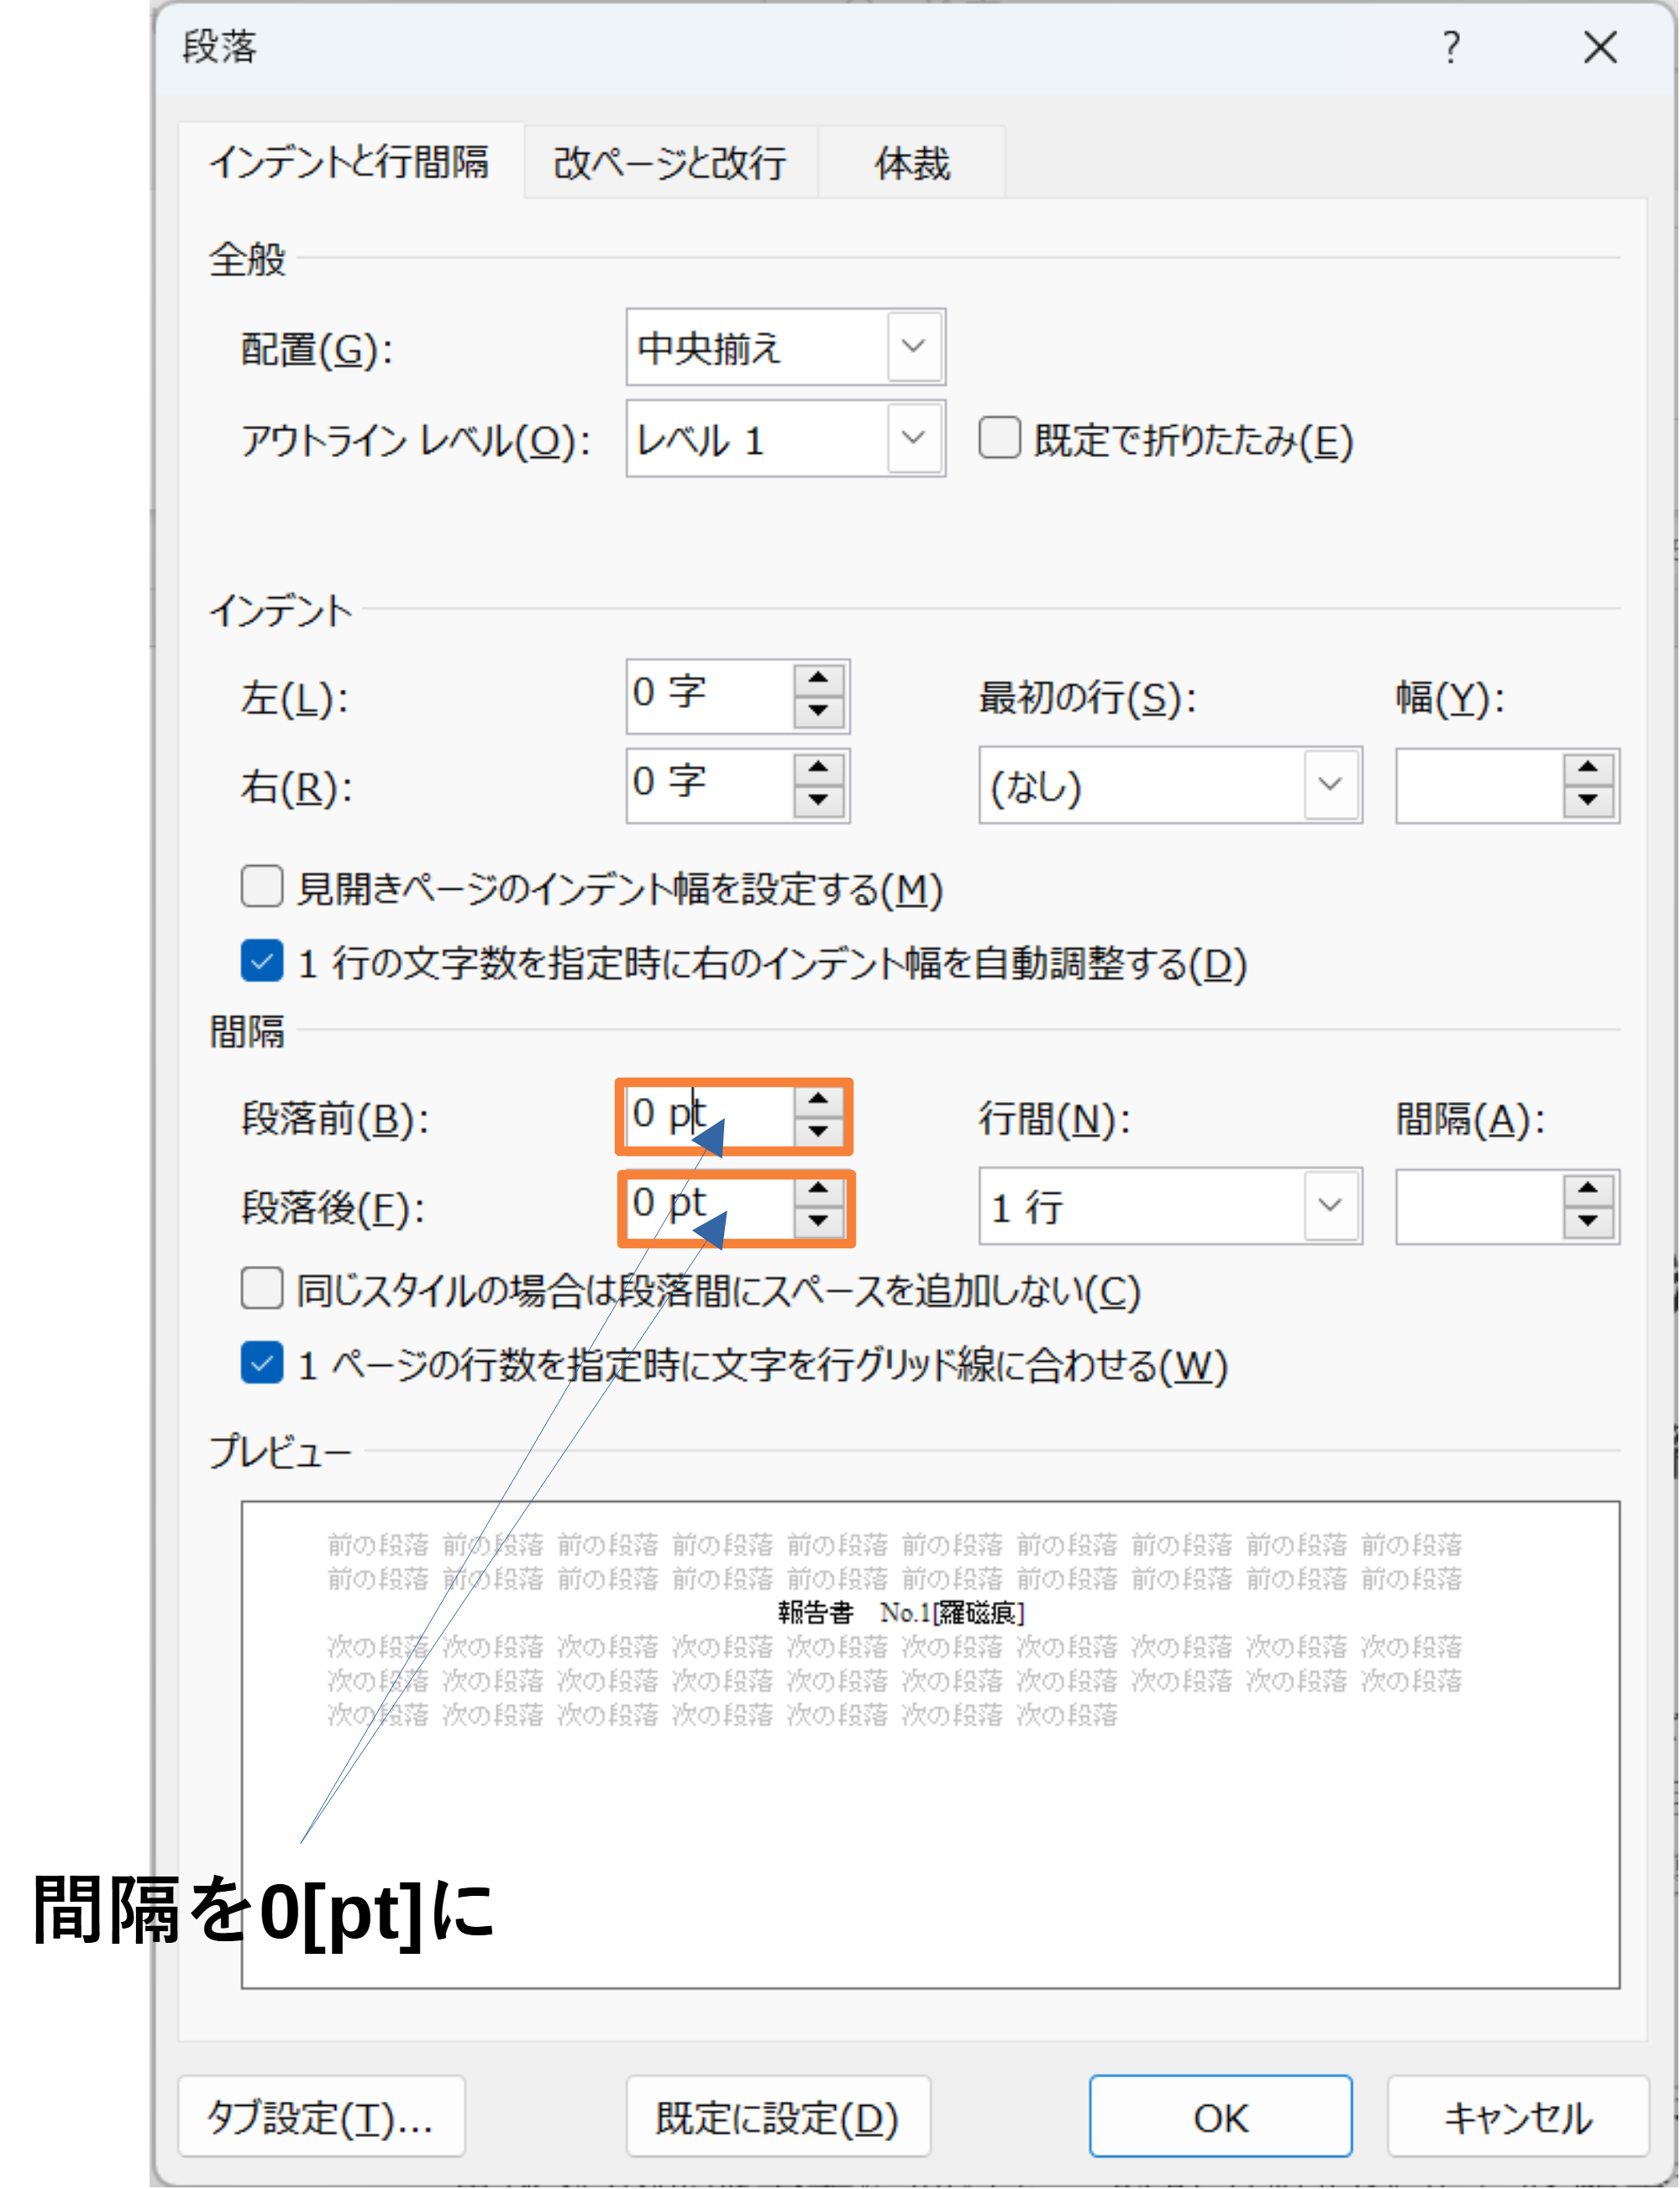 段落 ?
インデントと行間隔 改ページと改行 体裁
全般
配置(G): 中央揃え
アウトライン レベル(O): レベル 1 既定で折りたたみ(E)
インデント
左(L): 0 字 最初の行(S): 幅(Y):
右(R): 0 字 (なし)
見開きページのインデント幅を設定する(M)
1 行の文字数を指定時に右のインデント幅を自動調整する(D)
間隔
段落前(B): 0 pt 行間(N): 間隔(A):
段落後(F): 0 pt 1 行
同じスタイルの場合は段落間にスペースを追加しない(C)
1 ページの行数を指定時に文字を行グリッド線に合わせる(W)
プレビュー
前の段落 前の段落 前の段落 前の段落 前の段落 前の段落 前の段落 前の段落 前の段落 前の段落
前の段落 前の段落 前の段落 前の段落 前の段落 前の段落 前の段落 前の段落 前の段落 前の段落
報告書 No.1[羅磁痕]
次の段落 次の段落 次の段落 次の段落 次の段落 次の段落 次の段落 次の段落 次の段落 次の段落
次の段落 次の段落 次の段落 次の段落 次の段落 次の段落 次の段落 次の段落 次の段落 次の段落
次の段落 次の段落 次の段落 次の段落 次の段落 次の段落 次の段落
間隔を0[pt]に
タブ設定(T)... 既定に設定(D) OK キャンセル